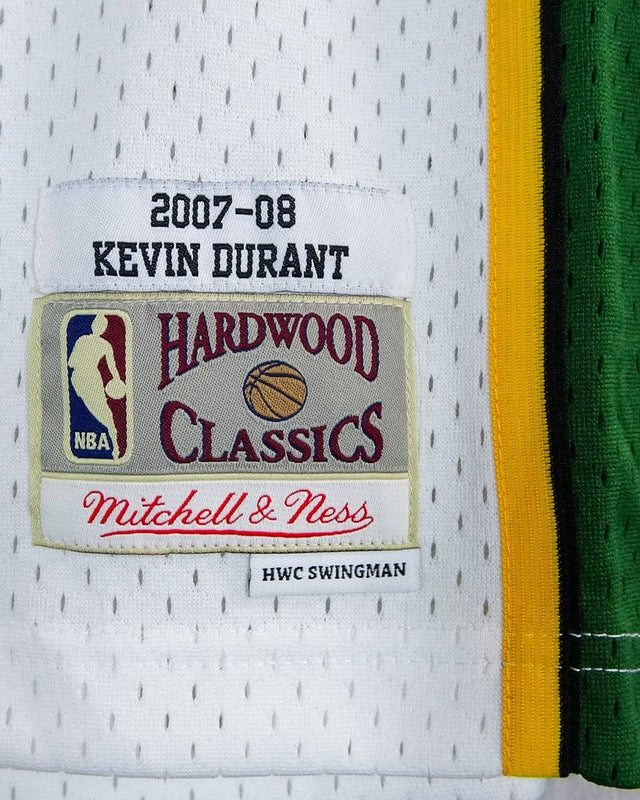 2007-08
KEVIN DURANT
HARDWOOD
CLASSICS
NBA
Mitchell & Ness
HWC SWINGMAN